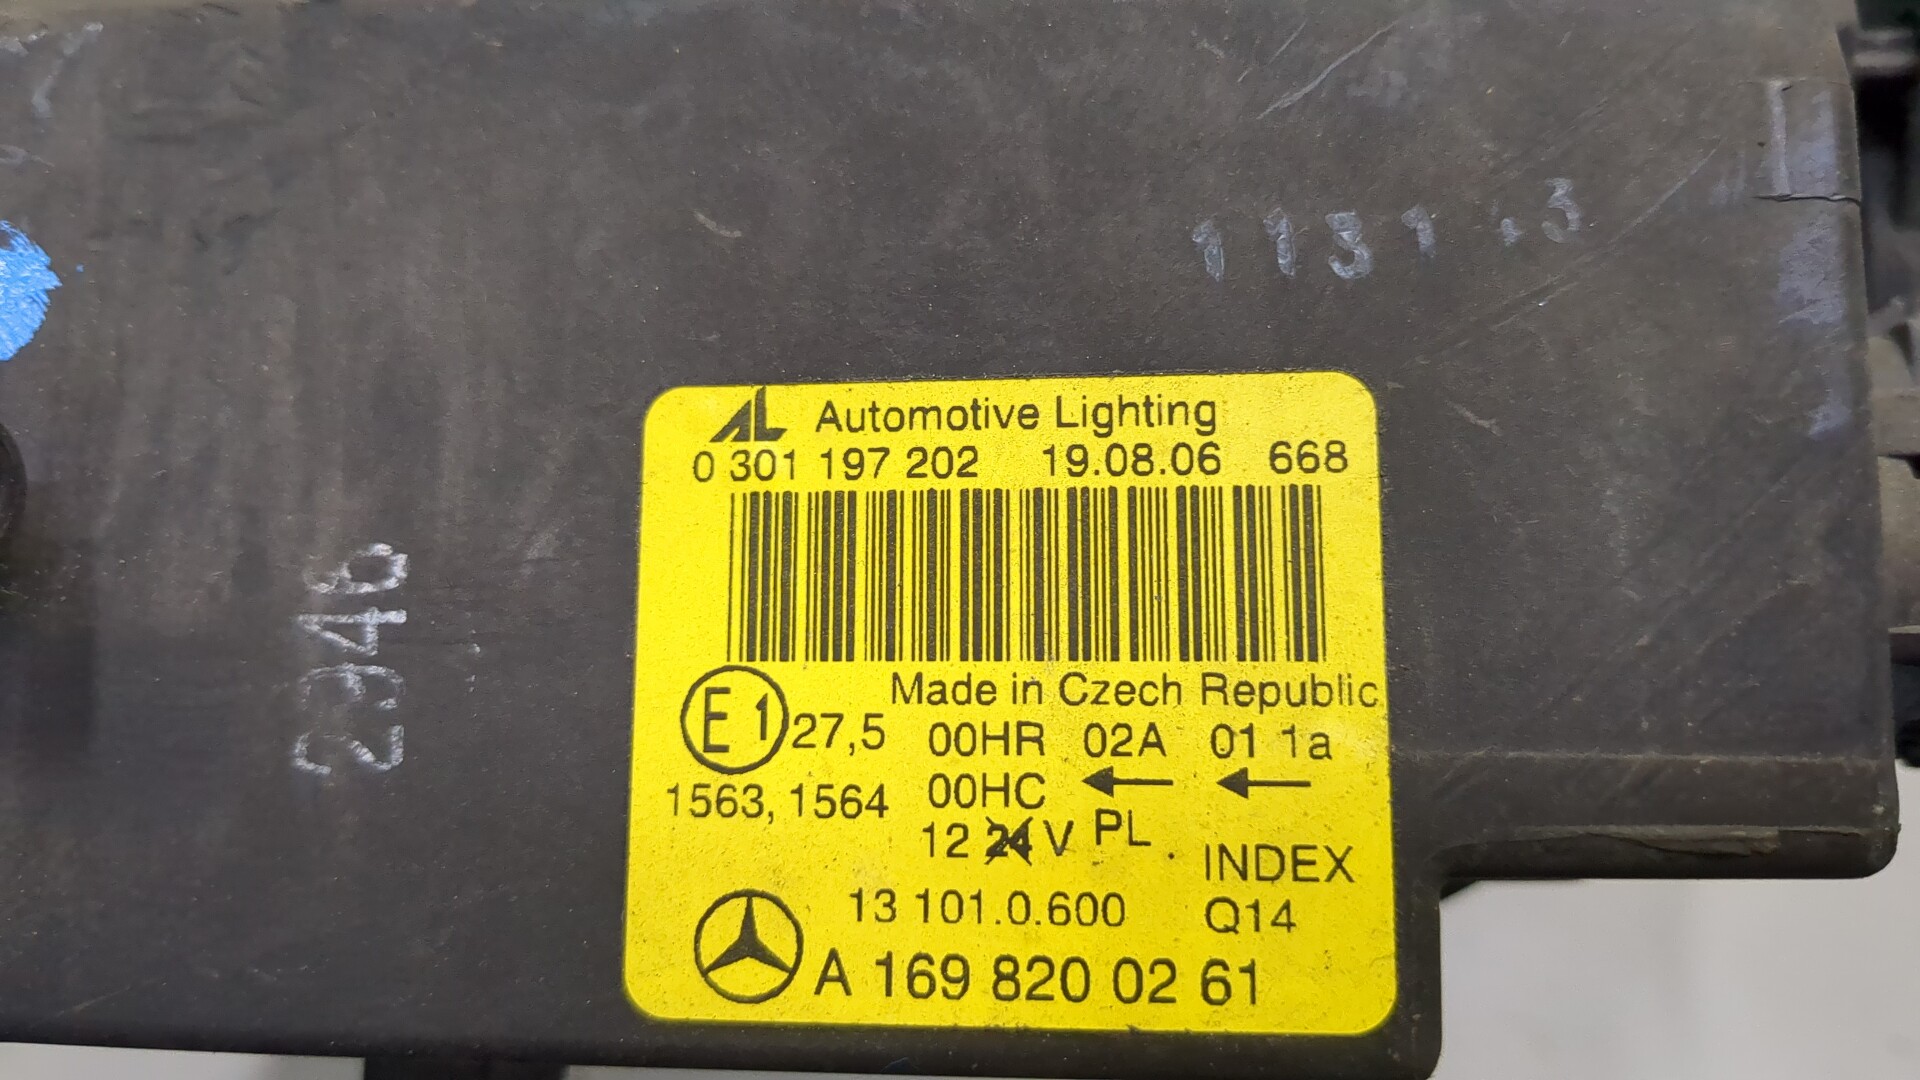 2946
AL Automotive Lighting
0 301 197 202 19.08.06 668
Made in Czech Republic
E1 27,5 00HR 02A 01 1a
1563, 1564 00HC ← ←
12 24 V PL .
INDEX
13 101.0.600 Q14
A 169 820 02 61